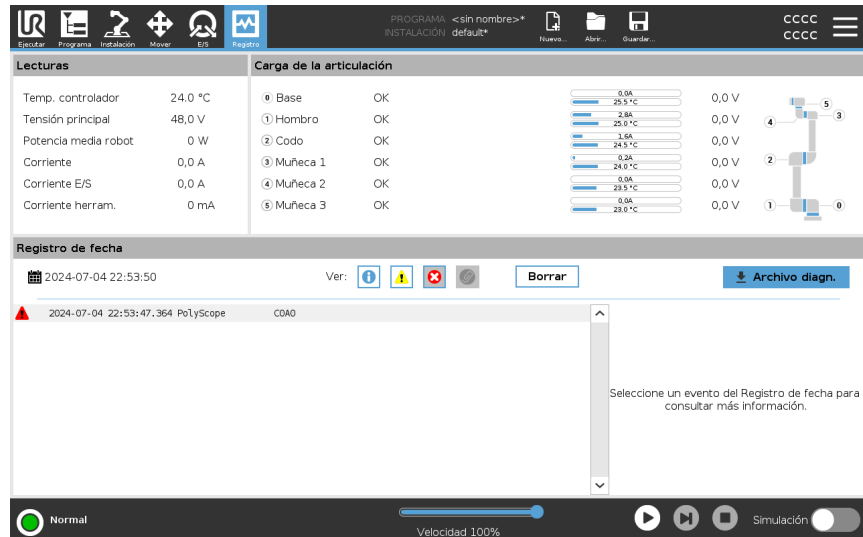 PROGRAMA <sin nombre>*
INSTALACIÓN default*
Ejecutar Programa Instalación Mover E/S Registro
Nuevo... Abrir... Guardar...
CCCC
CCCC
Lecturas
Temp. controlador 24.0 °C
Tensión principal 48,0 V
Potencia media robot 0 W
Corriente 0,0 A
Corriente E/S 0,0 A
Corriente herram. 0 mA
Carga de la articulación
0 Base OK 0,0A 25.5 °C 0,0 V
1 Hombro OK 2,8A 25.0 °C 0,0 V
2 Codo OK 1,6A 24.5 °C 0,0 V
3 Muñeca 1 OK 0,2A 24.0 °C 0,0 V
4 Muñeca 2 OK 0,0A 23.5 °C 0,0 V
5 Muñeca 3 OK 0,0A 23.0 °C 0,0 V
5
4 3
2
1 0
Registro de fecha
2024-07-04 22:53:50 Ver: Borrar Archivo diagn.
2024-07-04 22:53:47.364 PolyScope C0A0
Seleccione un evento del Registro de fecha para
consultar más información.
Normal
Velocidad 100%
Simulación